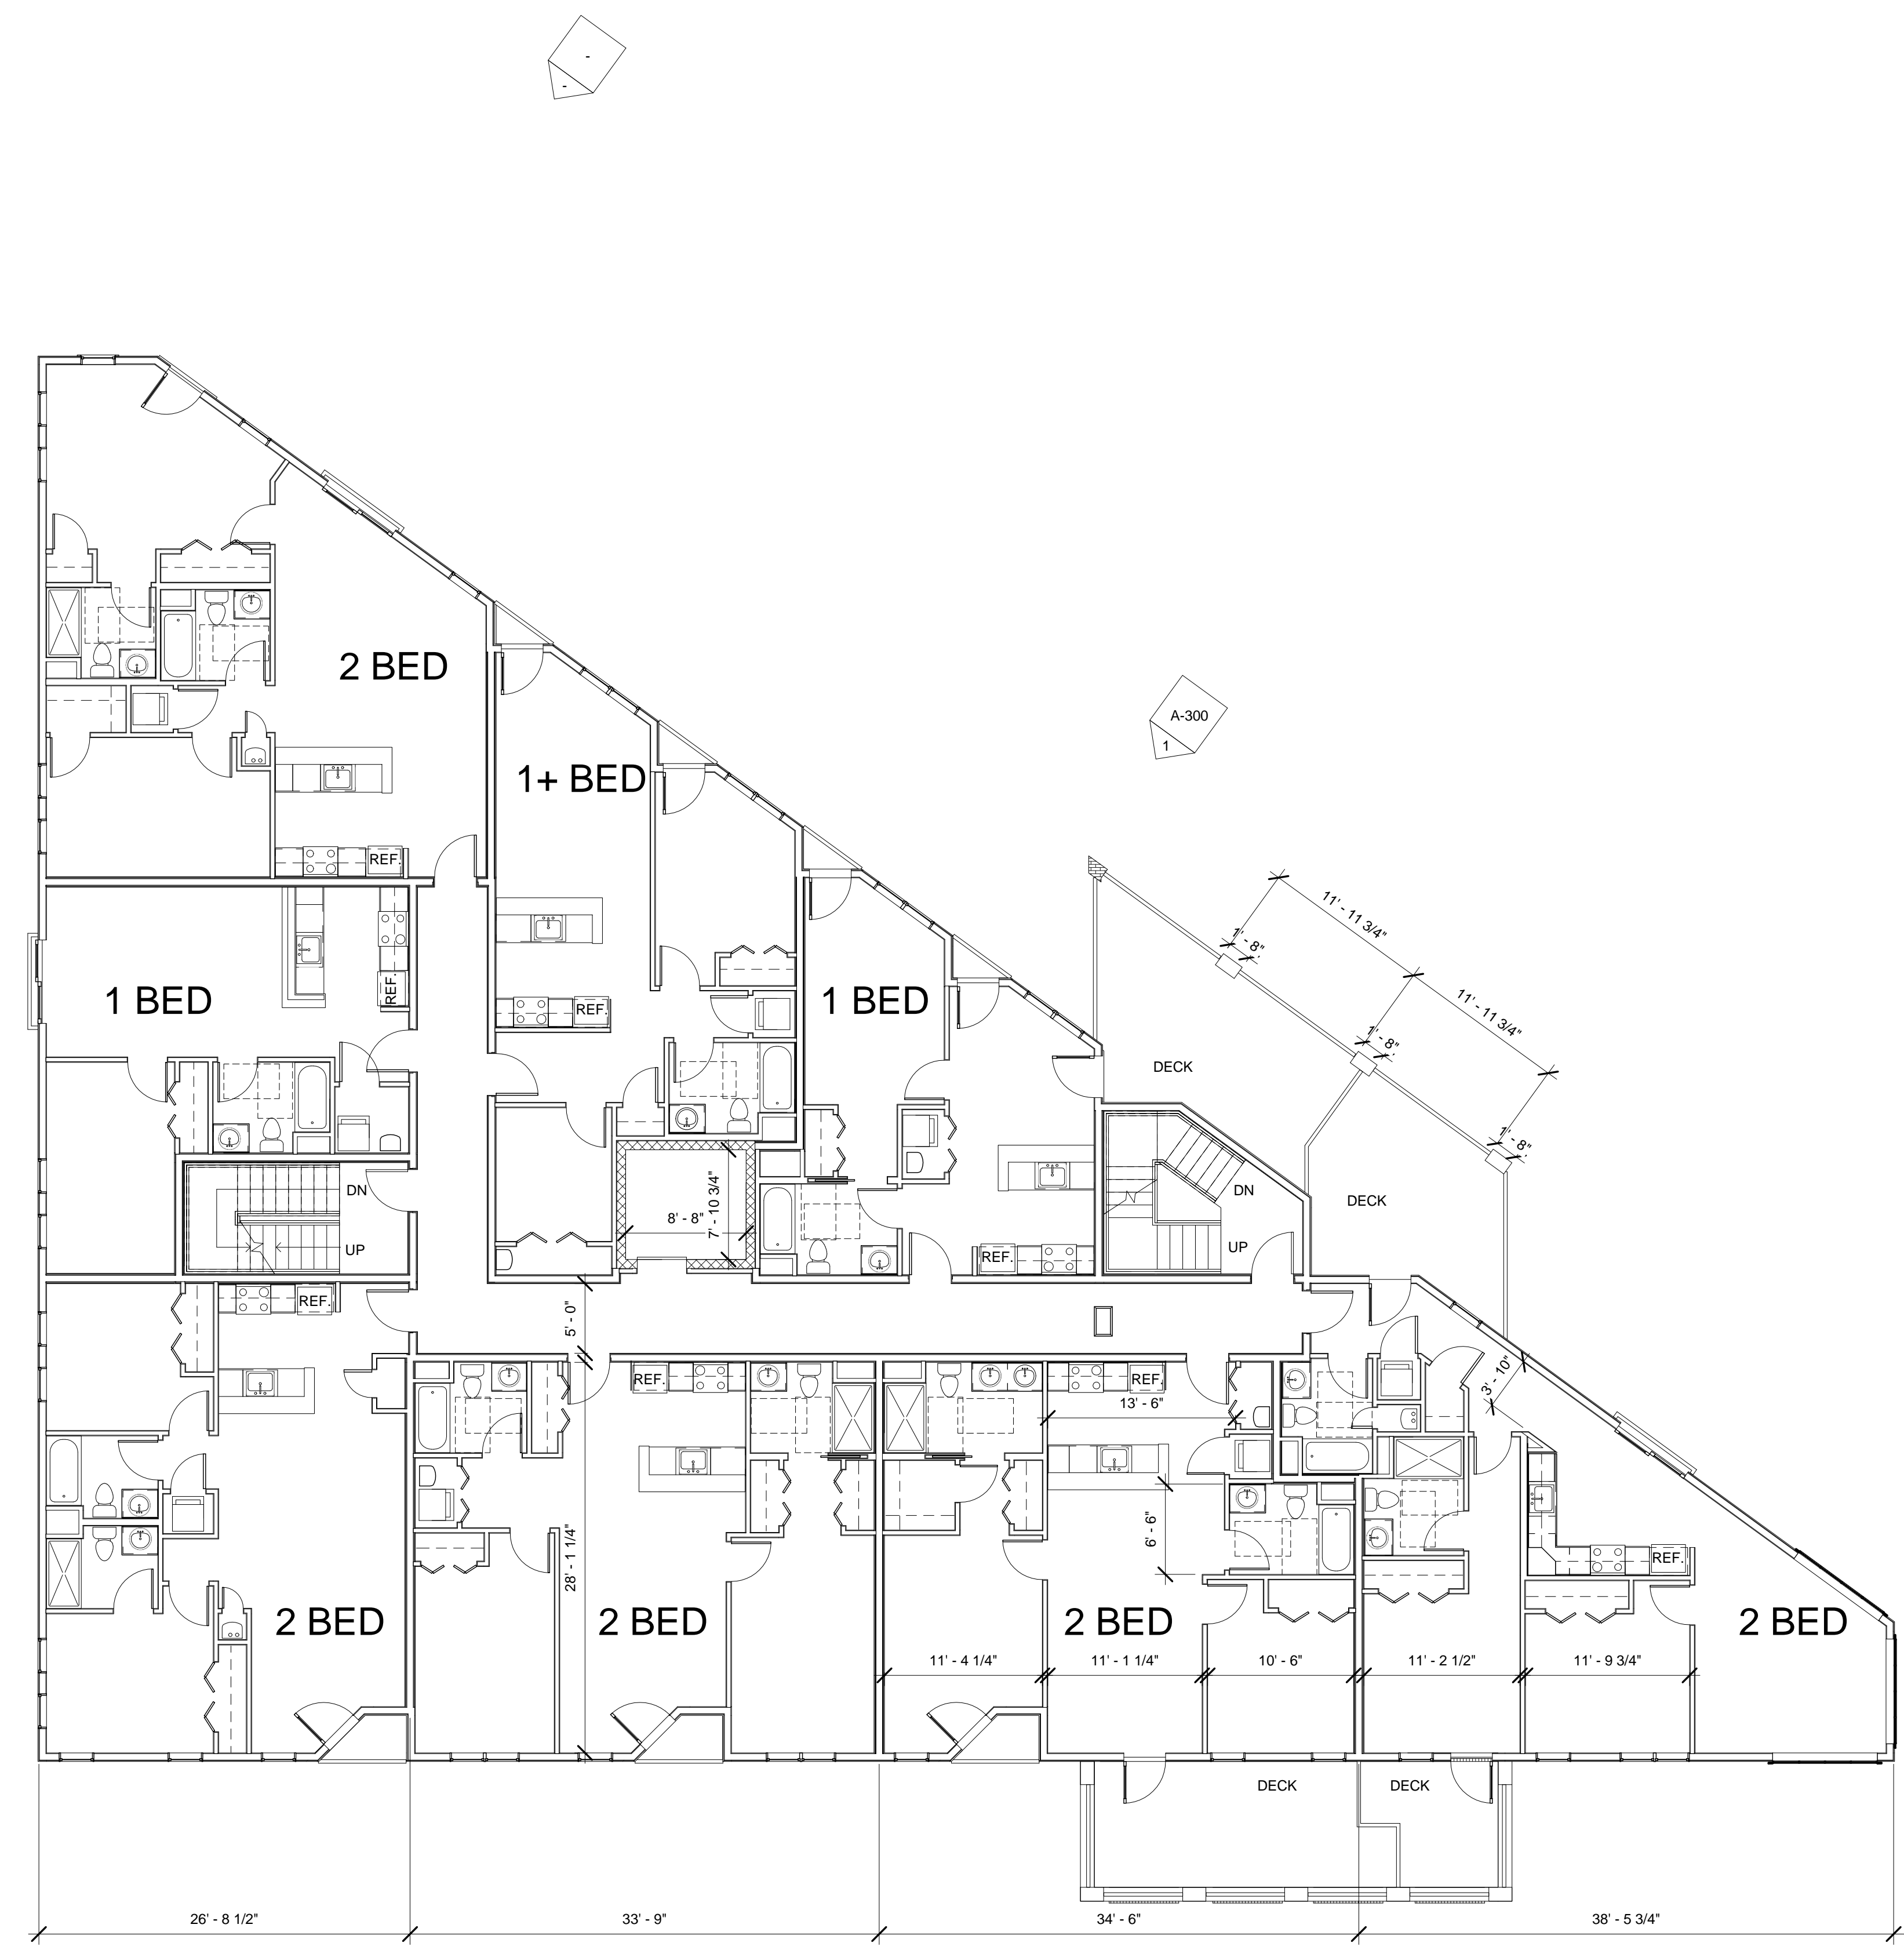 -
-
2 BED
A-300
1
1+ BED
REF.
11' - 11 3/4"
1' - 8"
1 BED
REF.
REF.
1 BED
11' - 11 3/4"
1' - 8"
DECK
1' - 8"
DN
8' - 8"
7' - 10 3/4"
DN
DECK
UP
UP
REF.
REF.
5' - 0"
REF.
REF.
3' - 10"
13' - 6"
6' - 6"
28' - 1 1/4"
REF.
2 BED
2 BED
2 BED
2 BED
11' - 4 1/4"
11' - 1 1/4"
10' - 6"
11' - 2 1/2"
11' - 9 3/4"
DECK
DECK
26' - 8 1/2"
33' - 9"
34' - 6"
38' - 5 3/4"